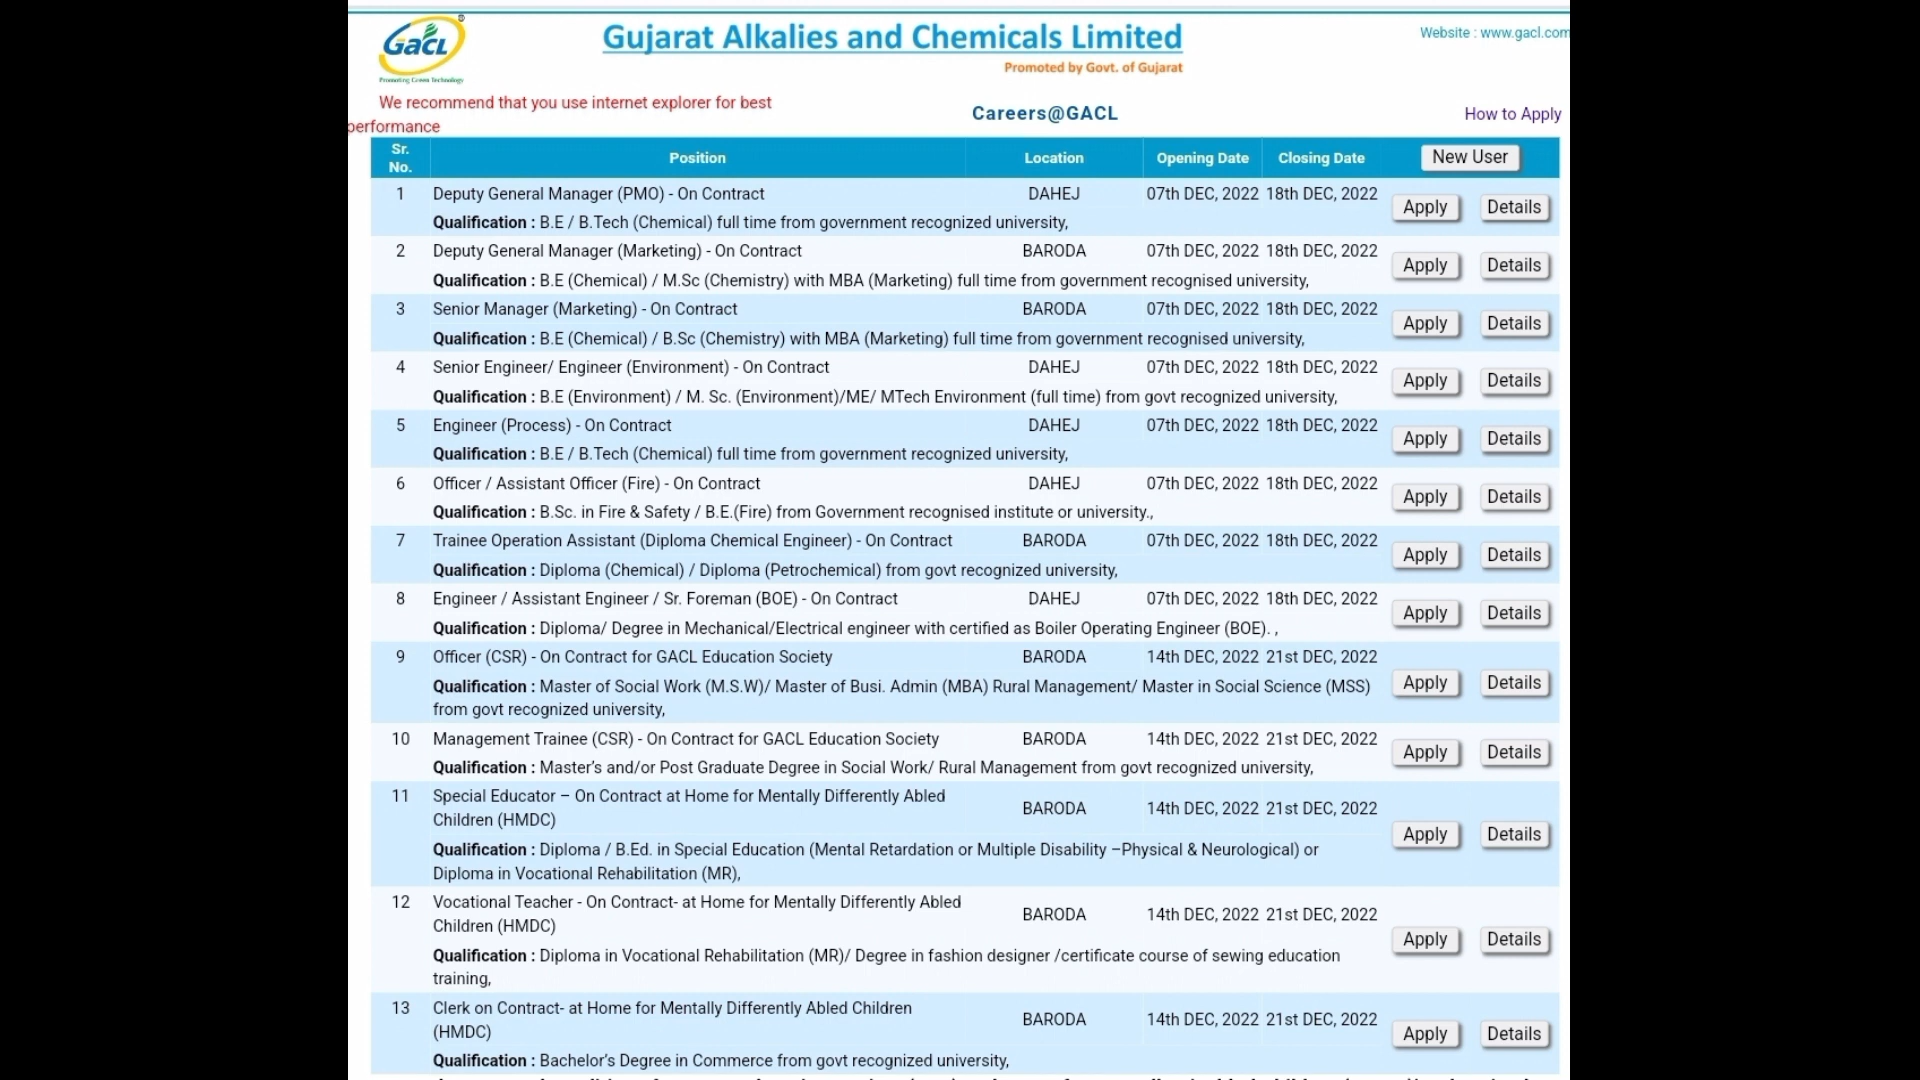 GACL
®
Promoting Green Technology
Gujarat Alkalies and Chemicals Limited
Promoted by Govt. of Gujarat
Website : www.gacl.com
We recommend that you use internet explorer for best
performance
Careers@GACL
How to Apply
Sr. No. Position Location Opening Date Closing Date New User
1 Deputy General Manager (PMO) - On Contract DAHEJ 07th DEC, 2022 18th DEC, 2022 Apply Details
Qualification : B.E / B.Tech (Chemical) full time from government recognized university,
2 Deputy General Manager (Marketing) - On Contract BARODA 07th DEC, 2022 18th DEC, 2022 Apply Details
Qualification : B.E (Chemical) / M.Sc (Chemistry) with MBA (Marketing) full time from government recognised university,
3 Senior Manager (Marketing) - On Contract BARODA 07th DEC, 2022 18th DEC, 2022 Apply Details
Qualification : B.E (Chemical) / B.Sc (Chemistry) with MBA (Marketing) full time from government recognised university,
4 Senior Engineer/ Engineer (Environment) - On Contract DAHEJ 07th DEC, 2022 18th DEC, 2022 Apply Details
Qualification : B.E (Environment) / M. Sc. (Environment)/ME/ MTech Environment (full time) from govt recognized university,
5 Engineer (Process) - On Contract DAHEJ 07th DEC, 2022 18th DEC, 2022 Apply Details
Qualification : B.E / B.Tech (Chemical) full time from government recognized university,
6 Officer / Assistant Officer (Fire) - On Contract DAHEJ 07th DEC, 2022 18th DEC, 2022 Apply Details
Qualification : B.Sc. in Fire & Safety / B.E.(Fire) from Government recognised institute or university.,
7 Trainee Operation Assistant (Diploma Chemical Engineer) - On Contract BARODA 07th DEC, 2022 18th DEC, 2022 Apply Details
Qualification : Diploma (Chemical) / Diploma (Petrochemical) from govt recognized university,
8 Engineer / Assistant Engineer / Sr. Foreman (BOE) - On Contract DAHEJ 07th DEC, 2022 18th DEC, 2022 Apply Details
Qualification : Diploma/ Degree in Mechanical/Electrical engineer with certified as Boiler Operating Engineer (BOE). ,
9 Officer (CSR) - On Contract for GACL Education Society BARODA 14th DEC, 2022 21st DEC, 2022 Apply Details
Qualification : Master of Social Work (M.S.W)/ Master of Busi. Admin (MBA) Rural Management/ Master in Social Science (MSS)
from govt recognized university,
10 Management Trainee (CSR) - On Contract for GACL Education Society BARODA 14th DEC, 2022 21st DEC, 2022 Apply Details
Qualification : Master's and/or Post Graduate Degree in Social Work/ Rural Management from govt recognized university,
11 Special Educator – On Contract at Home for Mentally Differently Abled
Children (HMDC) BARODA 14th DEC, 2022 21st DEC, 2022 Apply Details
Qualification : Diploma / B.Ed. in Special Education (Mental Retardation or Multiple Disability –Physical & Neurological) or
Diploma in Vocational Rehabilitation (MR),
12 Vocational Teacher - On Contract- at Home for Mentally Differently Abled
Children (HMDC) BARODA 14th DEC, 2022 21st DEC, 2022 Apply Details
Qualification : Diploma in Vocational Rehabilitation (MR)/ Degree in fashion designer /certificate course of sewing education
training,
13 Clerk on Contract- at Home for Mentally Differently Abled Children
(HMDC) BARODA 14th DEC, 2022 21st DEC, 2022 Apply Details
Qualification : Bachelor's Degree in Commerce from govt recognized university,